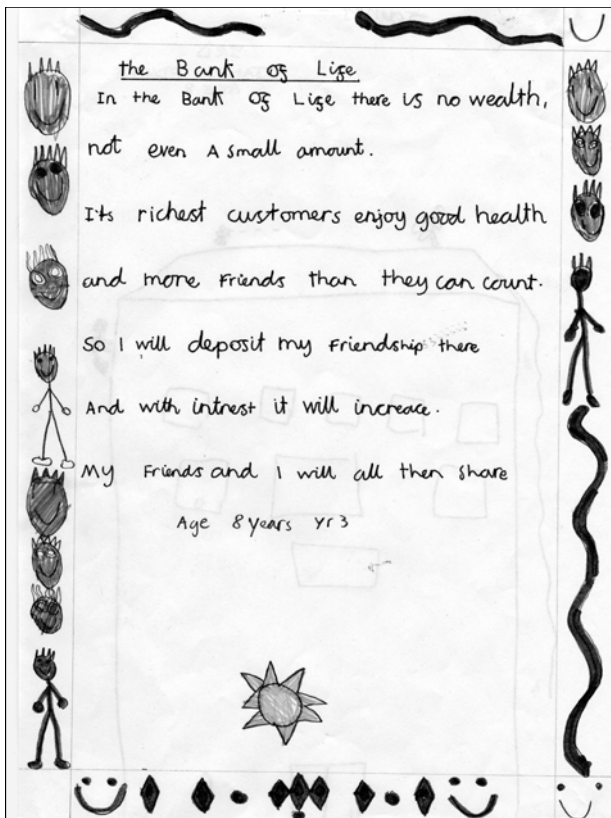 the Bank of Life
In the Bank Of Life there is no wealth,
not even A small amount.
It's richest customers enjoy good health
and more Friends than they can count.
So I will deposit my Friendship there
And with intrest it will increace.
My Friends and I will all then share
Age 8 years yr 3